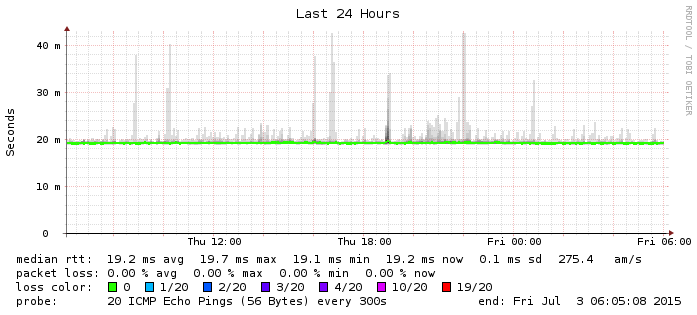 Last 24 Hours
RRDTOOL / TOBI OETIKER
Seconds
40 m
30 m
20 m
10 m
0
Thu 12:00 Thu 18:00 Fri 00:00 Fri 06:00
median rtt: 19.2 ms avg 19.7 ms max 19.1 ms min 19.2 ms now 0.1 ms sd 275.4 am/s
packet loss: 0.00 % avg 0.00 % max 0.00 % min 0.00 % now
loss color: 0 1/20 2/20 3/20 4/20 10/20 19/20
probe: 20 ICMP Echo Pings (56 Bytes) every 300s end: Fri Jul 3 06:05:08 2015